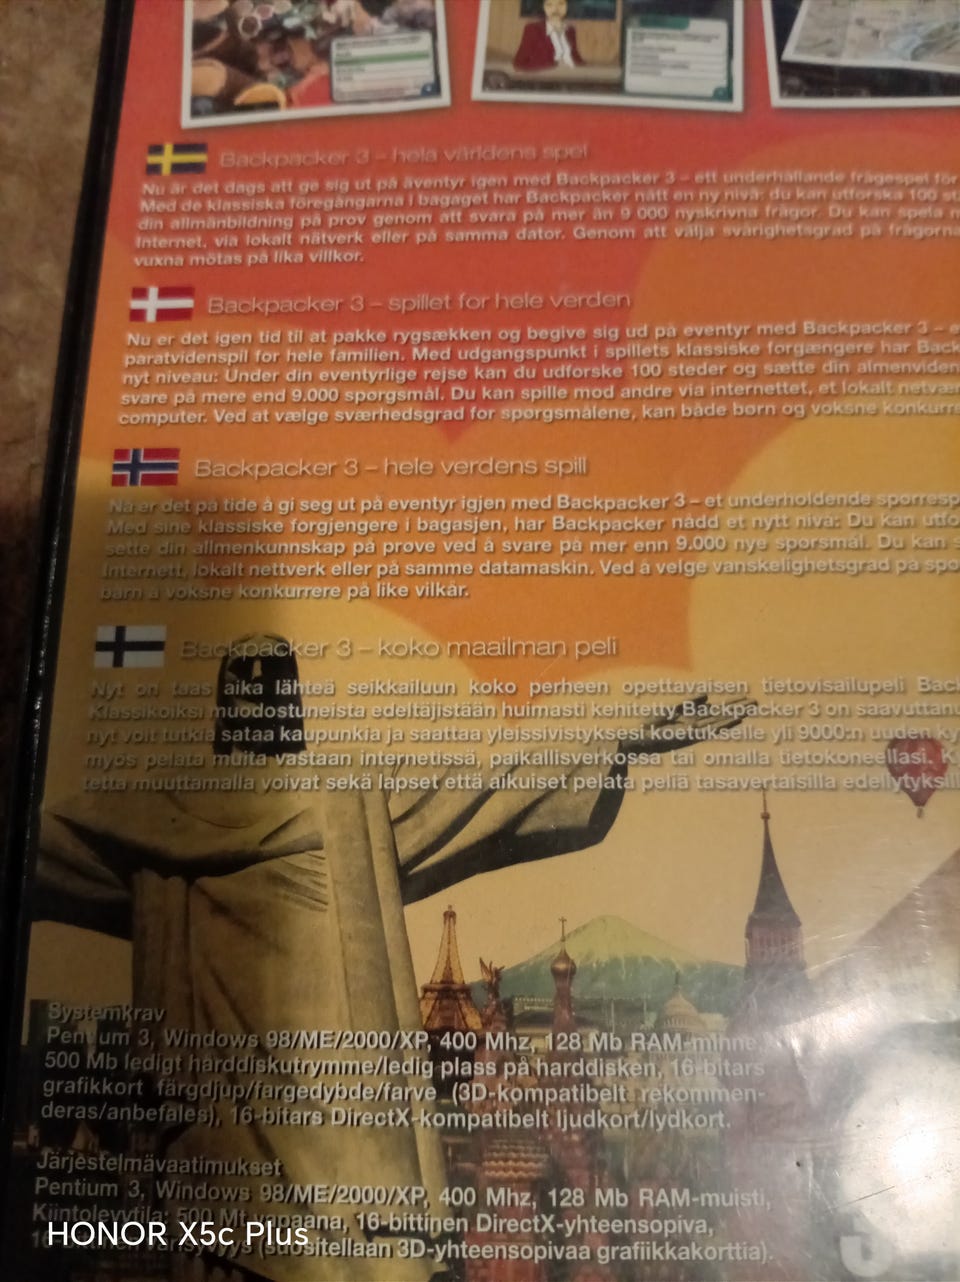 Backpacker 3 – hela världens spel
Nu är det dags att ge sig ut på äventyr igen med Backpacker 3 – ett underhållande frågespel för
Med de klassiska föregångarna i bagaget har Backpacker nått en ny nivå: du kan utforska 100 st
din allmänbildning på prov genom att svara på mer än 9 000 nyskrivna frågor. Du kan spela m
Internet, via lokalt nätverk eller på samma dator. Genom att välja svårighetsgrad på frågorna
vuxna mötas på lika villkor.
Backpacker 3 – spillet for hele verden
Nu er det igen tid til at pakke rygsækken og begive sig ud på eventyr med Backpacker 3 – e
paratvidenspil for hele familien. Med udgangspunkt i spillets klassiske forgængere har Back
nyt niveau: Under din eventyrlige rejse kan du udforske 100 steder og sætte din almenviden
svare på mere end 9.000 spørgsmål. Du kan spille mod andre via internettet, et lokalt netvær
computer. Ved at vælge sværhedsgrad for spørgsmålene, kan både børn og voksne konkurre
Backpacker 3 – hele verdens spill
Nå er det på tide å gi seg ut på eventyr igjen med Backpacker 3 – et underholdende spørresp
Med sine klassiske forgjengere i bagasjen, har Backpacker nådd et nytt nivå: Du kan utfo
sette din allmenkunnskap på prøve ved å svare på mer enn 9.000 nye spørsmål. Du kan s
Internett, lokalt nettverk eller på samme datamaskin. Ved å velge vanskelighetsgrad på spø
barn å voksne konkurrere på like vilkår.
Backpacker 3 – koko maailman peli
Nyt on taas aika lähteä seikkailuun koko perheen opettavaisen tietovisailupeli Bac
Klassikoiksi muodostuneista edeltäjistään huimasti kehitetty Backpacker 3 on saavuttanu
nyt voit tutkia sataa kaupunkia ja saattaa yleissivistyksesi koetukselle yli 9000:n uuden ky
myös pelata muita vastaan internetissä, paikallisverkossa tai omalla tietokoneellasi. K
tetta muuttamalla voivat sekä lapset että aikuiset pelata peliä tasavertaisilla edellytyksill
Systemkrav
Pentium 3, Windows 98/ME/2000/XP, 400 Mhz, 128 Mb RAM-minne,
500 Mb ledigt hårddiskutrymme/ledig plass på harddisken, 16-bitars
grafikkort färgdjup/fargedybde/farve (3D-kompatibelt rekommen-
deras/anbefales), 16-bitars DirectX-kompatibelt ljudkort/lydkort.
Järjestelmävaatimukset
Pentium 3, Windows 98/ME/2000/XP, 400 Mhz, 128 Mb RAM-muisti,
Kiintolevytila: 500 Mt vapaana, 16-bittinen DirectX-yhteensopiva,
(suositellaan 3D-yhteensopivaa grafiikkakorttia).
HONOR X5c Plus